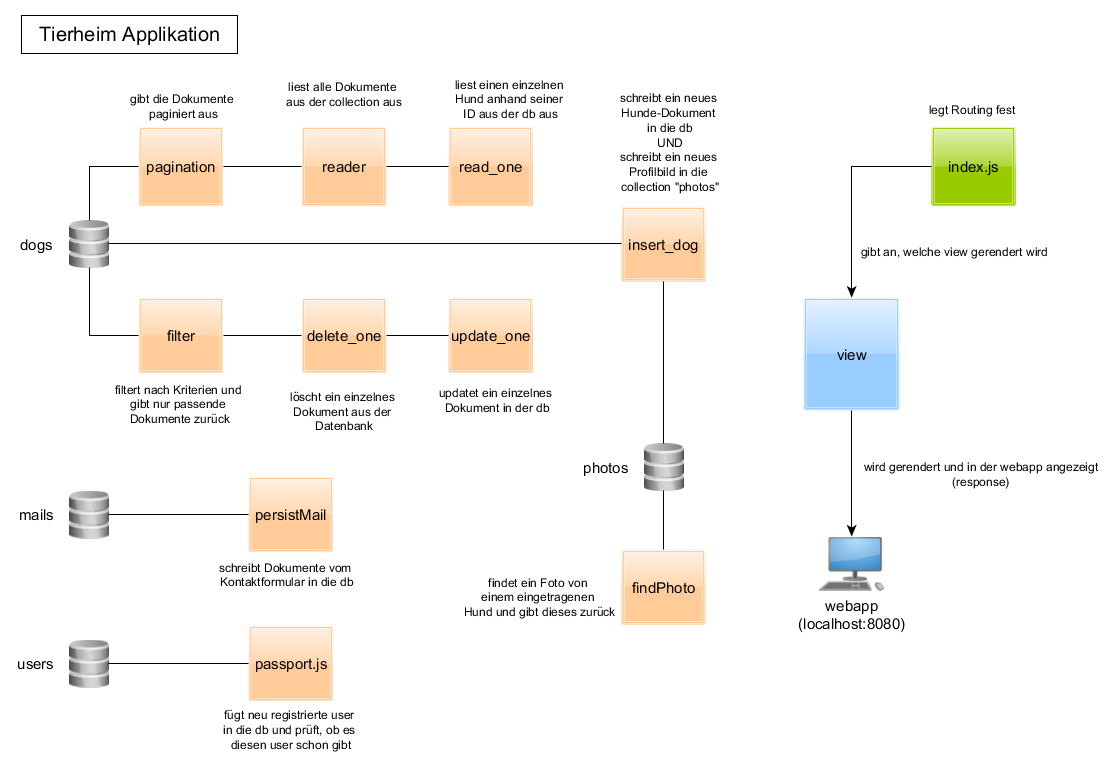 Tierheim Applikation
gibt die Dokumente
paginiert aus
liest alle Dokumente
aus der collection aus
liest einen einzelnen
Hund anhand seiner
ID aus der db aus
schreibt ein neues
Hunde-Dokument
in die db
UND
schreibt ein neues
Profilbild in die
collection "photos"
legt Routing fest
pagination
reader
read_one
index.js
dogs
insert_dog
gibt an, welche view gerendert wird
filter
delete_one
update_one
view
filtert nach Kriterien und
gibt nur passende
Dokumente zurück
löscht ein einzelnes
Dokument aus der
Datenbank
updatet ein einzelnes
Dokument in der db
photos
wird gerendert und in der webapp angezeigt
(response)
mails
persistMail
schreibt Dokumente vom
Kontaktformular in die db
findet ein Foto von
einem eingetragenen
Hund und gibt dieses zurück
findPhoto
webapp
(localhost:8080)
users
passport.js
fügt neu registrierte user
in die db und prüft, ob es
diesen user schon gibt